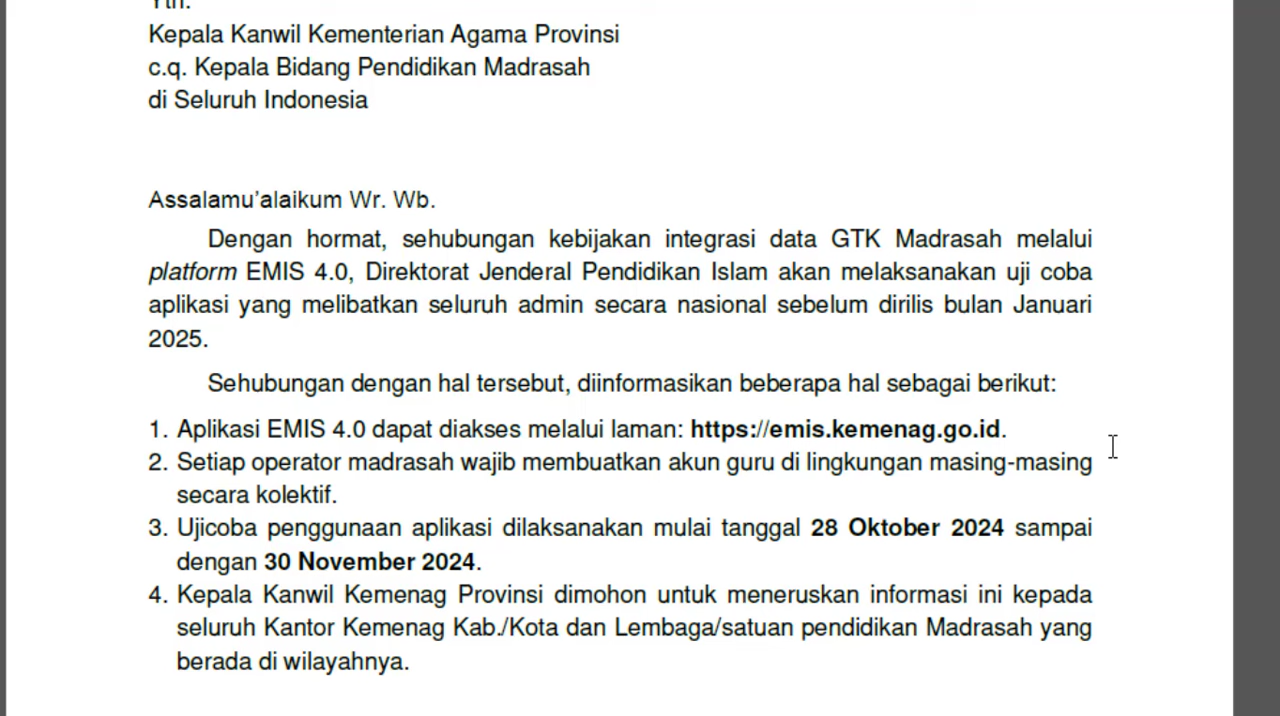 Yth.
Kepala Kanwil Kementerian Agama Provinsi
c.q. Kepala Bidang Pendidikan Madrasah
di Seluruh Indonesia
Assalamu’alaikum Wr. Wb.
Dengan hormat, sehubungan kebijakan integrasi data GTK Madrasah melalui
platform EMIS 4.0, Direktorat Jenderal Pendidikan Islam akan melaksanakan uji coba
aplikasi yang melibatkan seluruh admin secara nasional sebelum dirilis bulan Januari
2025.
Sehubungan dengan hal tersebut, diinformasikan beberapa hal sebagai berikut:
1. Aplikasi EMIS 4.0 dapat diakses melalui laman: https://emis.kemenag.go.id.
2. Setiap operator madrasah wajib membuatkan akun guru di lingkungan masing-masing
secara kolektif.
3. Ujicoba penggunaan aplikasi dilaksanakan mulai tanggal 28 Oktober 2024 sampai
dengan 30 November 2024.
4. Kepala Kanwil Kemenag Provinsi dimohon untuk meneruskan informasi ini kepada
seluruh Kantor Kemenag Kab./Kota dan Lembaga/satuan pendidikan Madrasah yang
berada di wilayahnya.